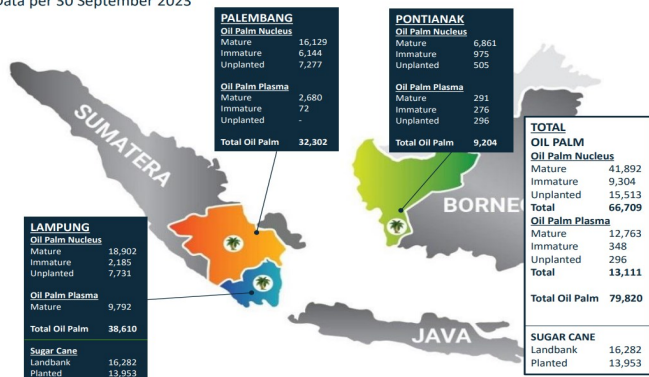 Data per 30 September 2023
PALEMBANG
Oil Palm Nucleus
Mature 16,129
Immature 6,144
Unplanted 7,277
Oil Palm Plasma
Mature 2,680
Immature 72
Unplanted -
Total Oil Palm 32,302
PONTIANAK
Oil Palm Nucleus
Mature 6,861
Immature 975
Unplanted 505
Oil Palm Plasma
Mature 291
Immature 276
Unplanted 296
Total Oil Palm 9,204
SUMATERA
BORNE
JAVA
LAMPUNG
Oil Palm Nucleus
Mature 18,902
Immature 2,185
Unplanted 7,731
Oil Palm Plasma
Mature 9,792
Total Oil Palm 38,610
Sugar Cane
Landbank 16,282
Planted 13,953
TOTAL
OIL PALM
Oil Palm Nucleus
Mature 41,892
Immature 9,304
Unplanted 15,513
Total 66,709
Oil Palm Plasma
Mature 12,763
Immature 348
Unplanted 296
Total 13,111
Total Oil Palm 79,820
SUGAR CANE
Landbank 16,282
Planted 13,953